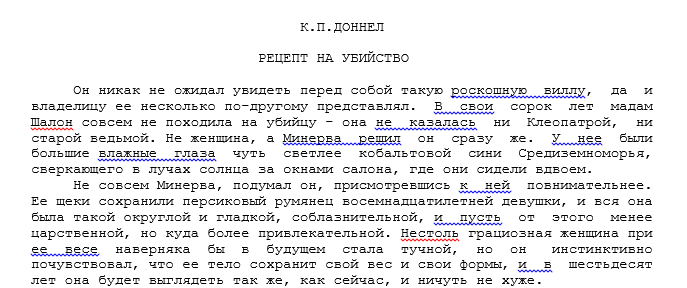 К.П.ДОННЕЛ
РЕЦЕПТ НА УБИЙСТВО
Он никак не ожидал увидеть перед собой такую роскошную виллу, да и
владелицу ее несколько по-другому представлял. В свои сорок лет мадам
Шалон совсем не походила на убийцу - она не казалась ни Клеопатрой, ни
старой ведьмой. Не женщина, а Минерва решил он сразу же. У нее были
большие влажные глаза чуть светлее кобальтовой сини Средиземноморья,
сверкающего в лучах солнца за окнами салона, где они сидели вдвоем.
Не совсем Минерва, подумал он, присмотревшись к ней повнимательнее.
Ее щеки сохранили персиковый румянец восемнадцатилетней девушки, и вся она
была такой округлой и гладкой, соблазнительной, и пусть от этого менее
царственной, но куда более привлекательной. Нестоль грациозная женщина при
ее весе наверняка бы в будущем стала тучной, но он инстинктивно
почувствовал, что ее тело сохранит свой вес и свои формы, и в шестьдесят
лет она будет выглядеть так же, как сейчас, и ничуть не хуже.